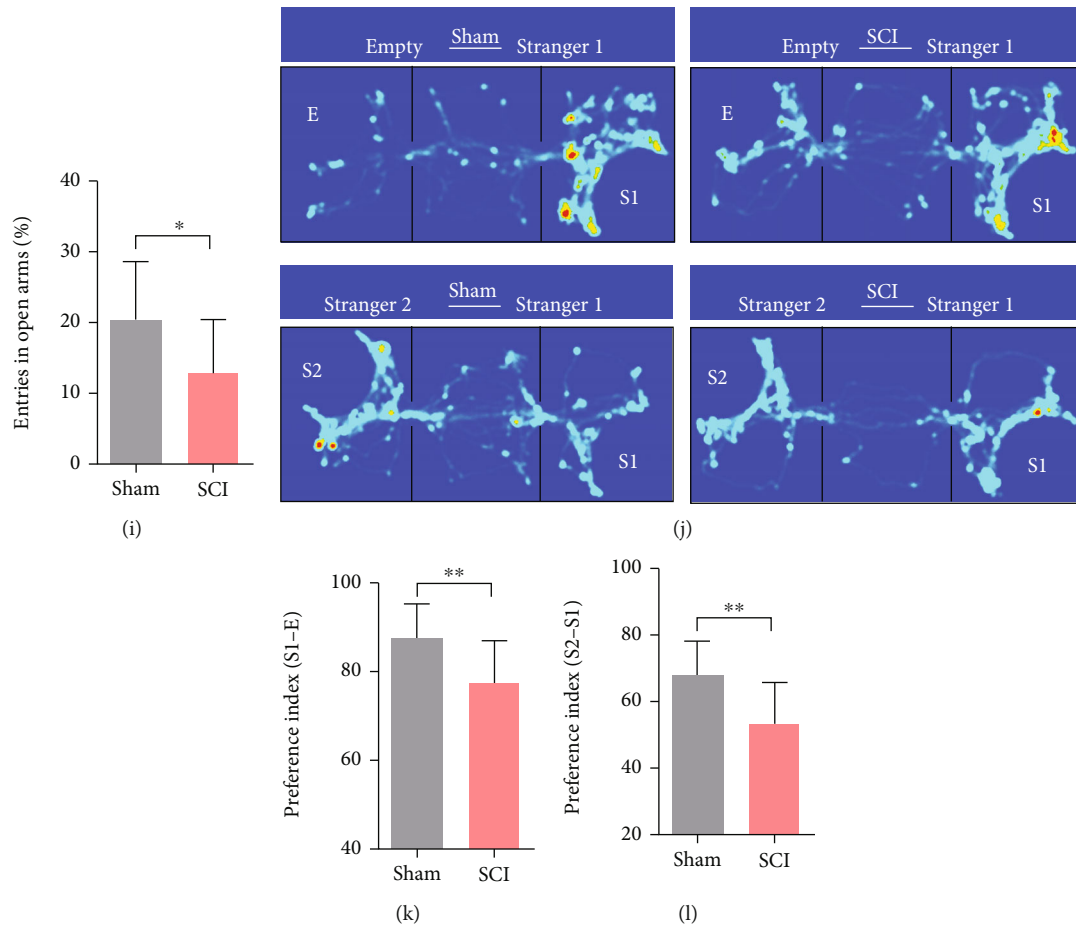 Entries in open arms (%)
40
30
20
10
0
*
Sham SCI
(i)
Sham
Empty Stranger 1
E
S1
SCI
Empty Stranger 1
E
S1
Sham
Stranger 2 Stranger 1
S2
S1
SCI
Stranger 2 Stranger 1
S2
S1
(j)
Preference index (S1–E)
100
80
60
40
**
Sham SCI
(k)
Preference index (S2–S1)
100
80
60
40
20
**
Sham SCI
(l)